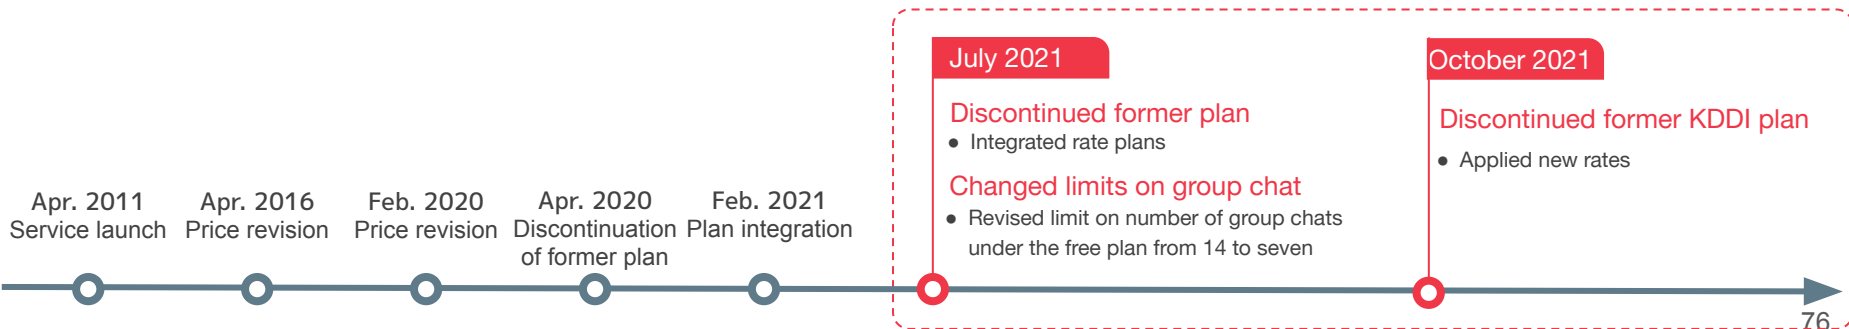 Apr. 2011
Service launch
Apr. 2016
Price revision
Feb. 2020
Price revision
Apr. 2020
Discontinuation
of former plan
Feb. 2021
Plan integration
July 2021
Discontinued former plan
● Integrated rate plans
Changed limits on group chat
● Revised limit on number of group chats
under the free plan from 14 to seven
October 2021
Discontinued former KDDI plan
● Applied new rates
76